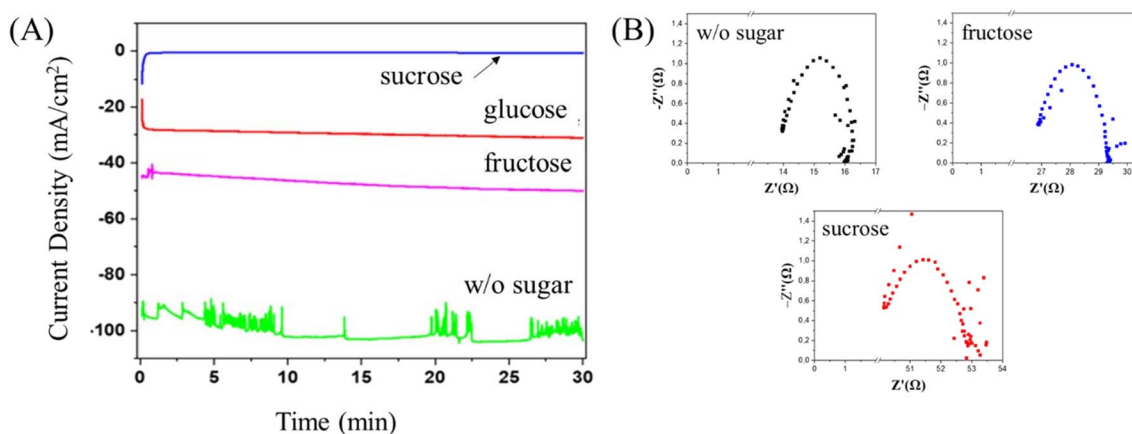 (A)
Current Density (mA/cm²)
0
-20
-40
-60
-80
-100
sucrose
glucose
fructose
w/o sugar
0 5 10 15 20 25 30
Time (min)
(B)
w/o sugar
-Z''(Ω)
1,4
1,2
1,0
0,8
0,6
0,4
0,2
0,0
0 1 13 14 15 16 17
Z'(Ω)
fructose
−Z''(Ω)
1,4
1,2
1,0
0,8
0,6
0,4
0,2
0,0
0 1 27 28 29 30
Z'(Ω)
sucrose
−Z''(Ω)
1,4
1,2
1,0
0,8
0,6
0,4
0,2
0,0
0 1 51 52 53 54
Z'(Ω)